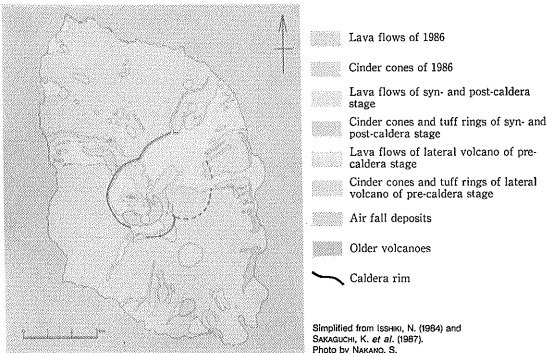 Lava flows of 1986
Cinder cones of 1986
Lava flows of syn- and post-caldera
stage
Cinder cones and tuff rings of syn- and
post-caldera stage
Lava flows of lateral volcano of pre-
caldera stage
Cinder cones and tuff rings of lateral
volcano of pre-caldera stage
Air fall deposits
Older volcanoes
Caldera rim
Simplified from ISSHIKI, N. (1984) and
SAKAGUCHI, K. et al. (1987).
Photo by NAKANO, S.